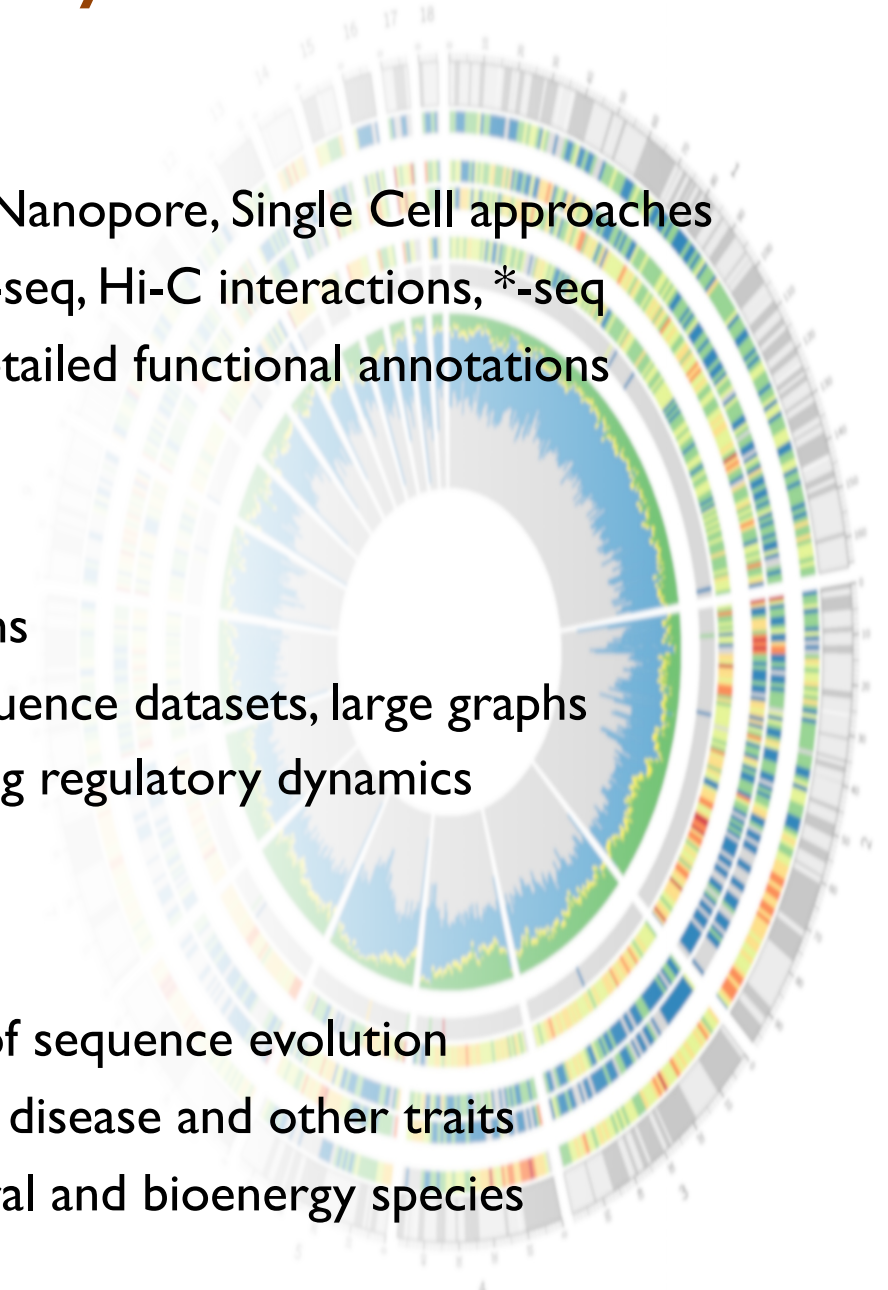 Nanopore, Single Cell approaches
-seq, Hi-C interactions, *-seq
tailed functional annotations
ns
uence datasets, large graphs
g regulatory dynamics
of sequence evolution
disease and other traits
ral and bioenergy species